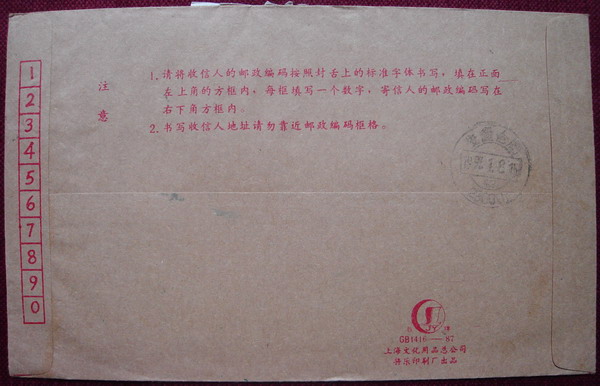 1
2
3
4
5
6
7
8
9
0
注
意
1. 请将收信人的邮政编码按照封舌上的标准字体书写，填在正面
左上角的方框内，每框填写一个数字，寄信人的邮政编码写在
右下角方框内。
2. 书写收信人地址请勿靠近邮政编码框格。
GB1416——87
上海文化用品总公司
印刷厂出品